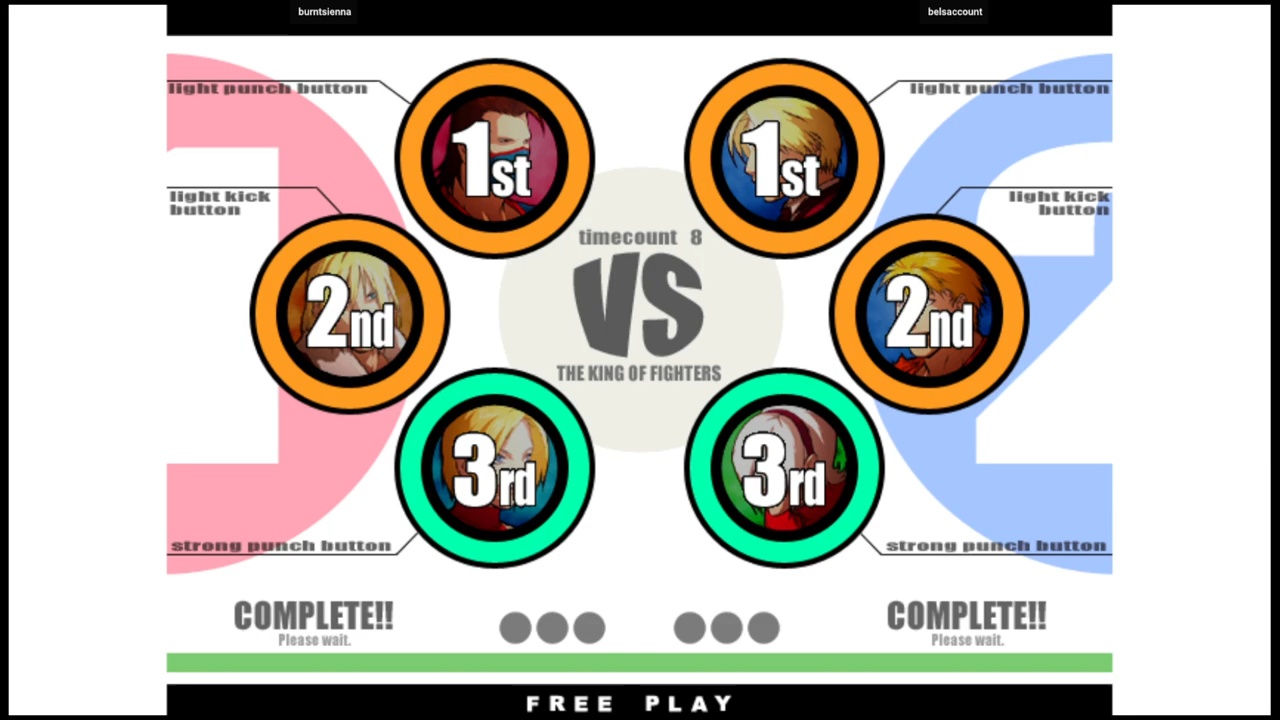 burntsienna
belsaccount
light punch button
light punch button
1st
1st
light kick
button
light kick
button
timecount 8
2nd
VS
2nd
THE KING OF FIGHTERS
3rd
3rd
strong punch button
strong punch button
COMPLETE!!
Please wait.
COMPLETE!!
Please wait.
FREE PLAY